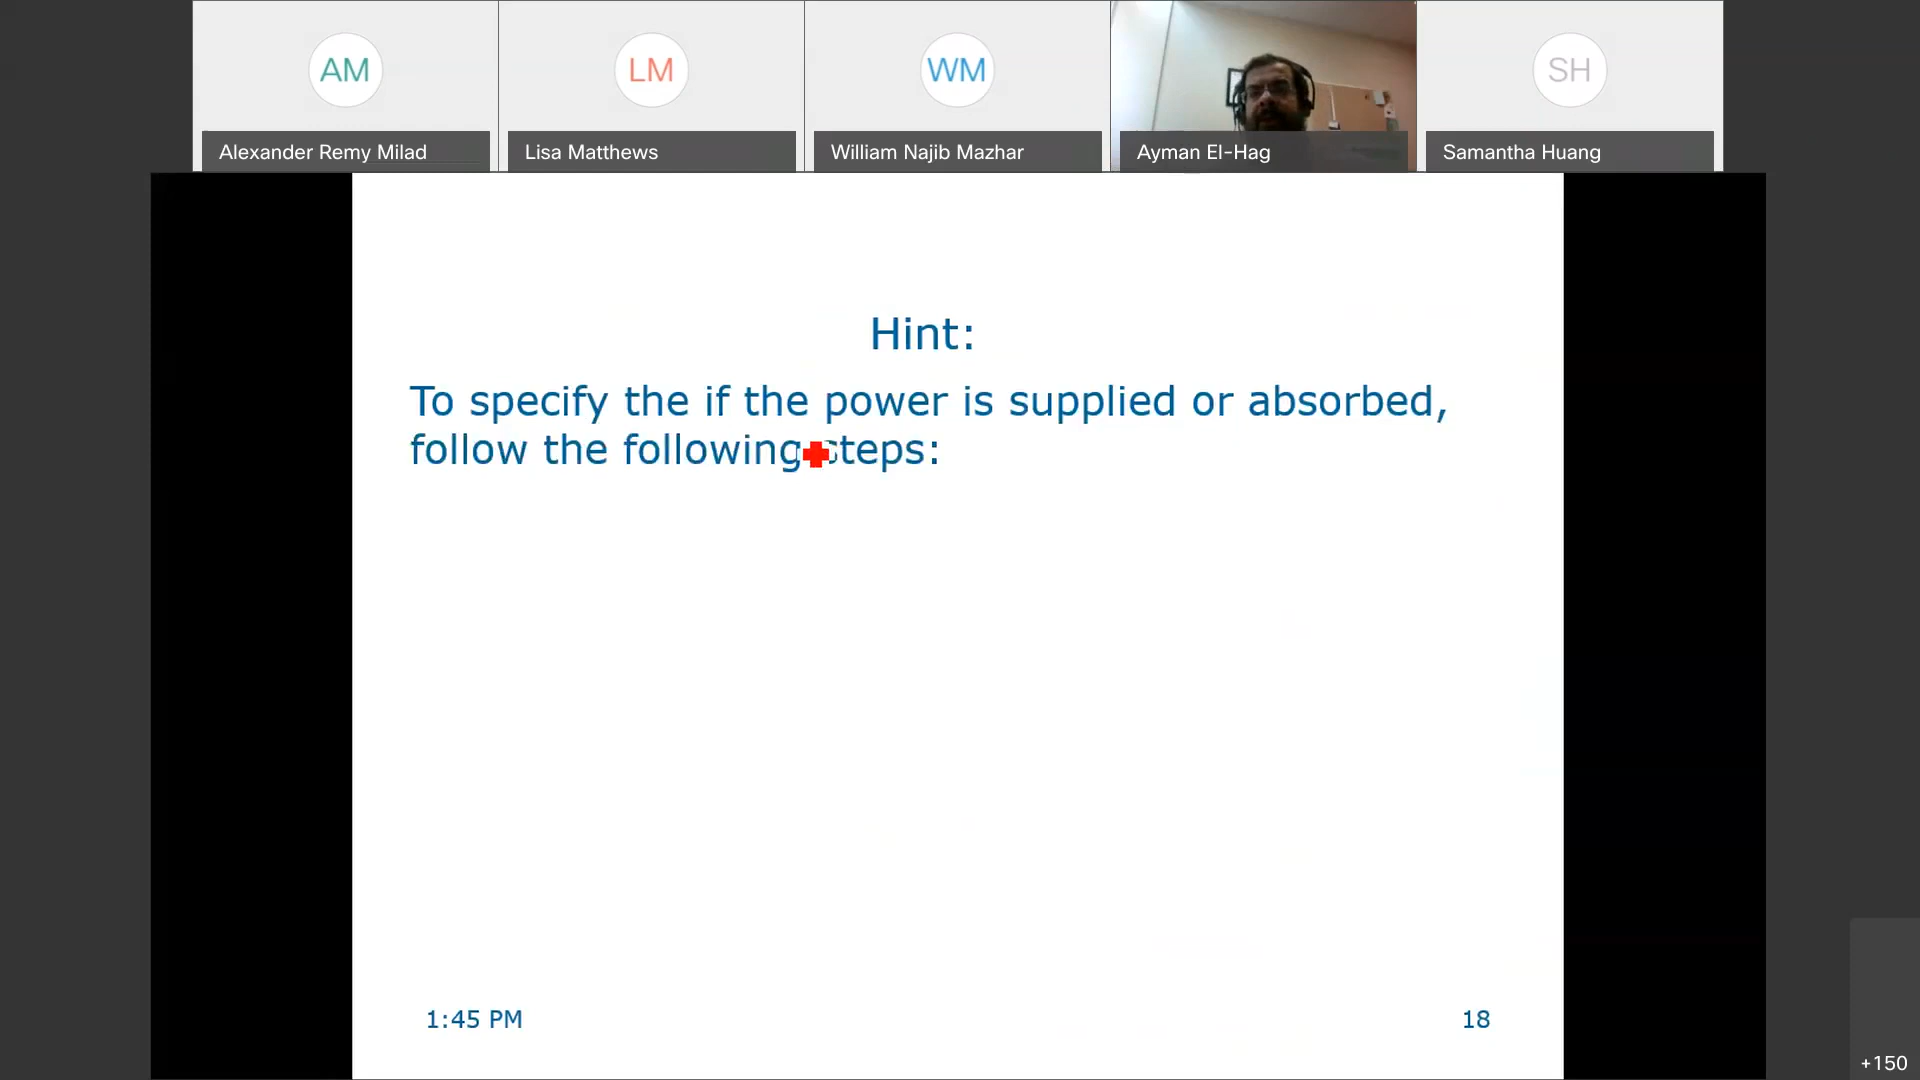 AM
LM
WM
SH
Alexander Remy Milad
Lisa Matthews
William Najib Mazhar
Ayman El-Hag
Samantha Huang
Hint:
To specify the if the power is supplied or absorbed,
follow the following steps:
1:45 PM
18
+150